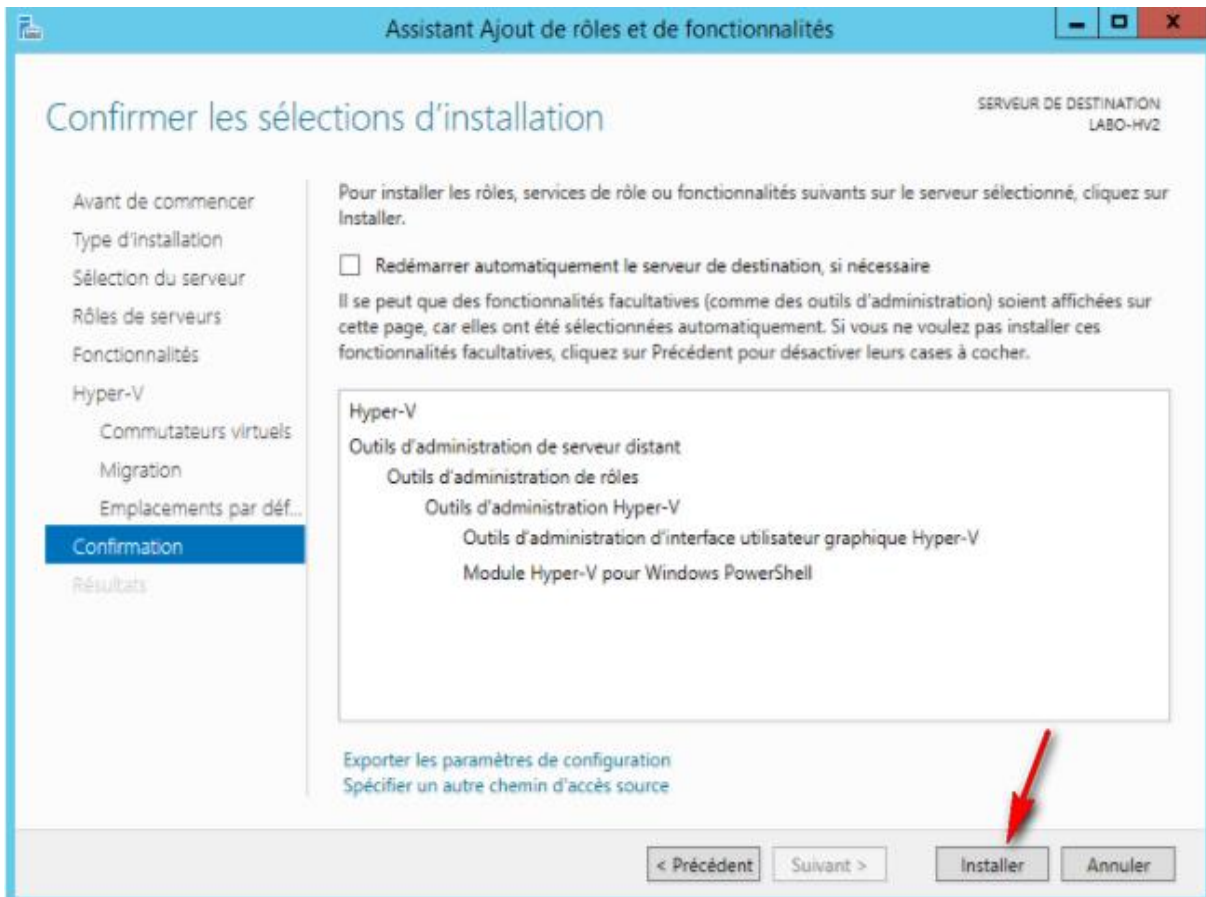 Assistant Ajout de rôles et de fonctionnalités
Confirmer les sélections d'installation
SERVEUR DE DESTINATION
LABO-HV2
Avant de commencer
Type d'installation
Sélection du serveur
Rôles de serveurs
Fonctionnalités
Hyper-V
Commutateurs virtuels
Migration
Emplacements par déf...
Confirmation
Résultats
Pour installer les rôles, services de rôle ou fonctionnalités suivants sur le serveur sélectionné, cliquez sur
Installer.
Redémarrer automatiquement le serveur de destination, si nécessaire
Il se peut que des fonctionnalités facultatives (comme des outils d'administration) soient affichées sur
cette page, car elles ont été sélectionnées automatiquement. Si vous ne voulez pas installer ces
fonctionnalités facultatives, cliquez sur Précédent pour désactiver leurs cases à cocher.
Hyper-V
Outils d'administration de serveur distant
Outils d'administration de rôles
Outils d'administration Hyper-V
Outils d'administration d'interface utilisateur graphique Hyper-V
Module Hyper-V pour Windows PowerShell
Exporter les paramètres de configuration
Spécifier un autre chemin d'accès source
< Précédent
Suivant >
Installer
Annuler